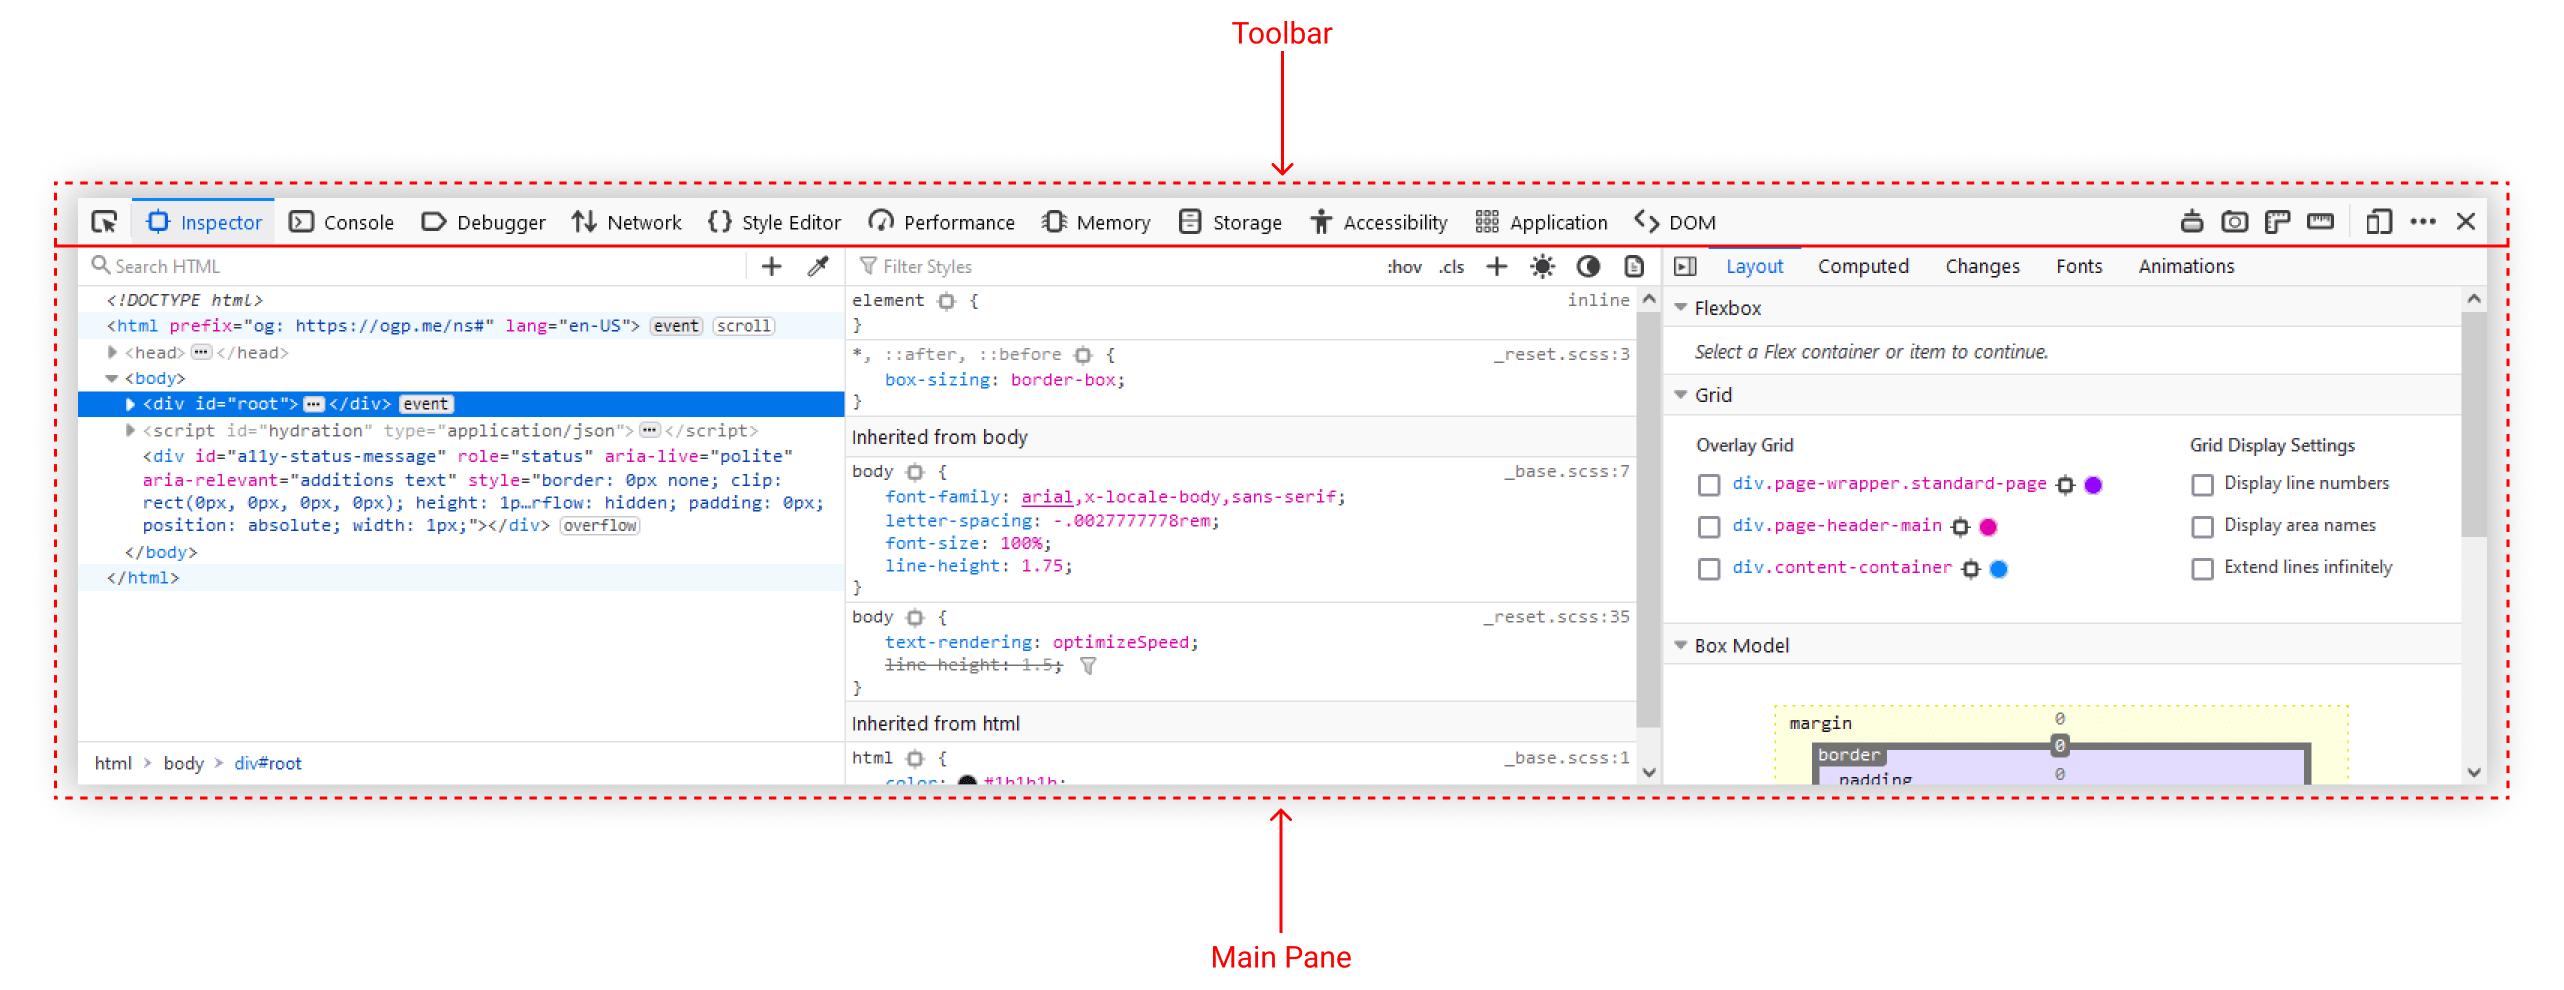 Toolbar
Inspector Console Debugger Network Style Editor Performance Memory Storage Accessibility Application DOM
Search HTML
<!DOCTYPE html>
<html prefix="og: https://ogp.me/ns#" lang="en-US"> event scroll
<head> ••• </head>
<body>
<div id="root"> ••• </div> event
<script id="hydration" type="application/json"> ••• </script>
<div id="a11y-status-message" role="status" aria-live="polite"
aria-relevant="additions text" style="border: 0px none; clip:
rect(0px, 0px, 0px, 0px); height: 1p…rflow: hidden; padding: 0px;
position: absolute; width: 1px;"></div> overflow
</body>
</html>
html > body > div#root
Filter Styles :hov .cls
element { inline
}
*, ::after, ::before { _reset.scss:3
box-sizing: border-box;
}
Inherited from body
body { _base.scss:7
font-family: arial,x-locale-body,sans-serif;
letter-spacing: -.0027777778rem;
font-size: 100%;
line-height: 1.75;
}
body { _reset.scss:35
text-rendering: optimizeSpeed;
line-height: 1.5;
}
Inherited from html
html { _base.scss:1
color: #1b1b1b;
Layout Computed Changes Fonts Animations
Flexbox
Select a Flex container or item to continue.
Grid
Overlay Grid
div.page-wrapper.standard-page
div.page-header-main
div.content-container
Grid Display Settings
Display line numbers
Display area names
Extend lines infinitely
Box Model
margin 0
border 0
padding 0
Main Pane